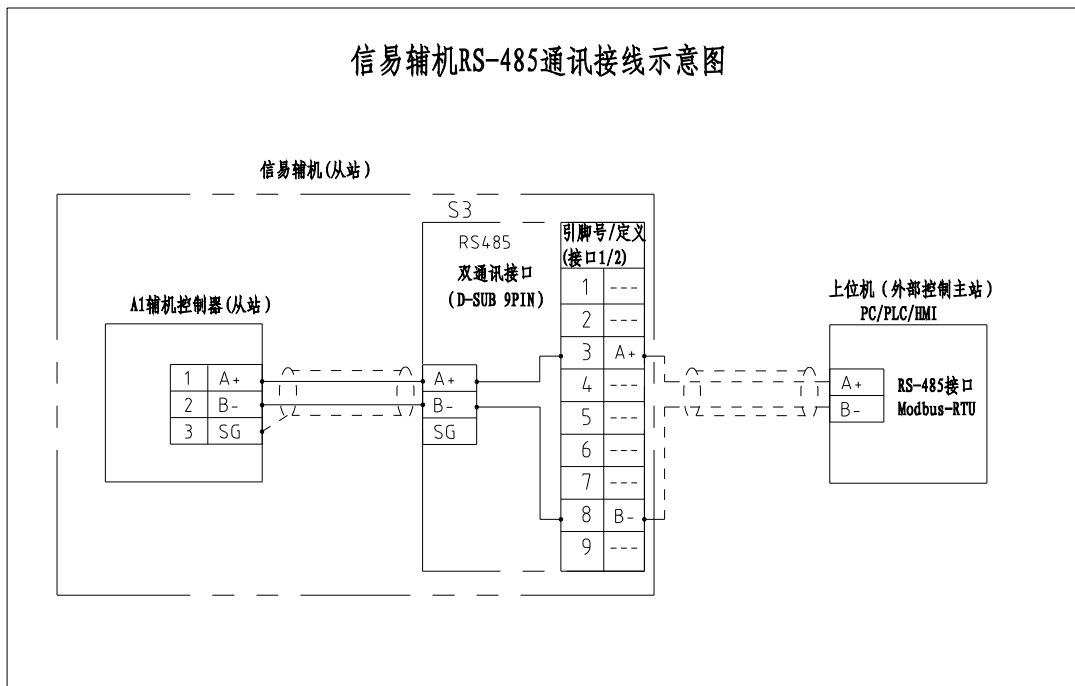 信易辅机RS-485通讯接线示意图
信易辅机(从站)
S3
RS485
双通讯接口
(D-SUB 9PIN)
引脚号/定义
(接口1/2)
1 ---
2 ---
3 A+
4 ---
5 ---
6 ---
7 ---
8 B-
9 ---
A1辅机控制器(从站)
1 A+
2 B-
3 SG
A+
B-
SG
上位机(外部控制主站)
PC/PLC/HMI
A+
B-
RS-485接口
Modbus-RTU